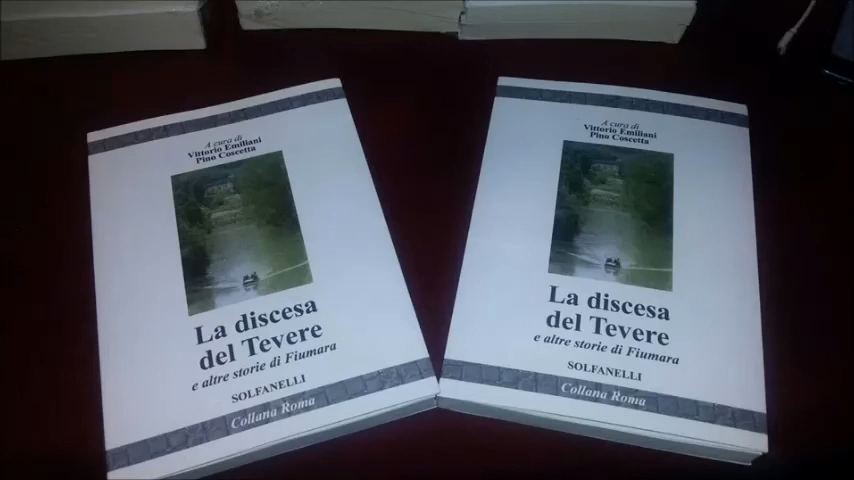 A cura di
Vittorio Emiliani
Pino Coscetta
La discesa
del Tevere
e altre storie di Fiumara
SOLFANELLI
Collana Roma
A cura di
Vittorio Emiliani
Pino Coscetta
La discesa
del Tevere
e altre storie di Fiumara
SOLFANELLI
Collana Roma